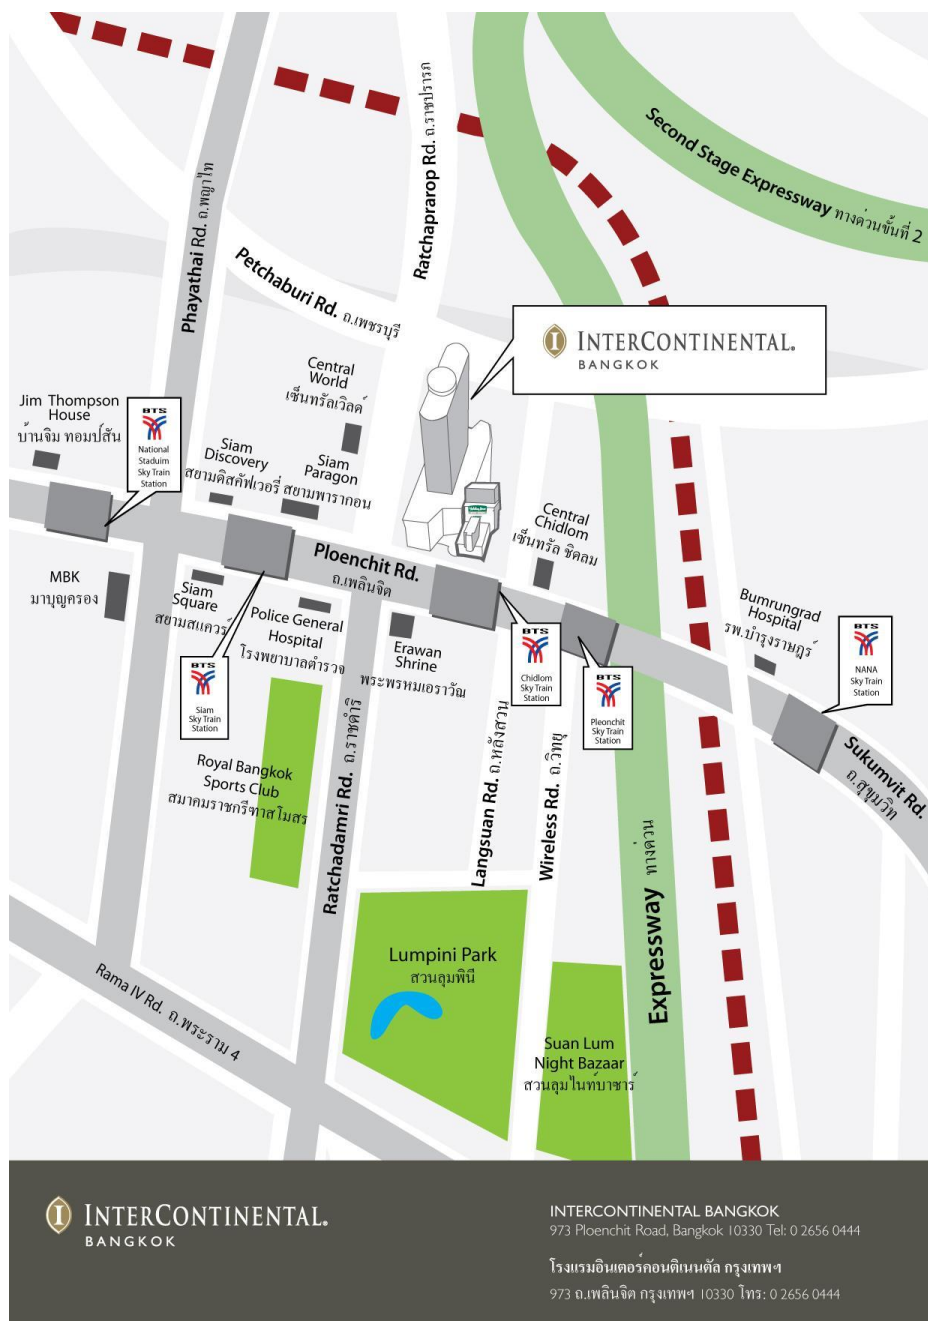 Ratchaprarop Rd. ถ.ราชปรารภ
Second Stage Expressway ทางด่วนขั้นที่ 2
Phayathai Rd. ถ.พญาไท
Petchaburi Rd. ถ.เพชรบุรี
INTERCONTINENTAL®
BANGKOK
Central
World
เซ็นทรัลเวิลด์
Jim Thompson
House
บ้านจิม ทอมป์สัน
BTS
National
Staduim
Sky Train
Station
Siam
Discovery
สยามดิสคัฟเวอรี่
Siam
Paragon
สยามพารากอน
Central
Chidlom
เซ็นทรัล ชิดลม
Ploenchit Rd.
ถ.เพลินจิต
MBK
มาบุญครอง
Siam
Square
สยามสแควร์
Police General
Hospital
โรงพยาบาลตำรวจ
Erawan
Shrine
พระพรหมเอราวัณ
Bumrungrad
Hospital
รพ.บำรุงราษฎร์
BTS
Siam
Sky Train
Station
BTS
Chidlom
Sky Train
Station
BTS
Pleonchit
Sky Train
Station
BTS
NANA
Sky Train
Station
Sukumvit Rd.
ถ.สุขุมวิท
Royal Bangkok
Sports Club
สมาคมราชกรีฑาสโมสร
Ratchadamri Rd. ถ.ราชดำริ
Langsuan Rd. ถ.หลังสวน
Wireless Rd. ถ.วิทยุ
Expressway ทางด่วน
Lumpini Park
สวนลุมพินี
Rama IV Rd. ถ.พระราม 4
Suan Lum
Night Bazaar
สวนลุมไนท์บาซาร์
INTERCONTINENTAL®
BANGKOK
INTERCONTINENTAL BANGKOK
973 Ploenchit Road, Bangkok 10330 Tel: 0 2656 0444
โรงแรมอินเตอร์คอนติเนนตัล กรุงเทพฯ
973 ถ.เพลินจิต กรุงเทพฯ 10330 โทร: 0 2656 0444